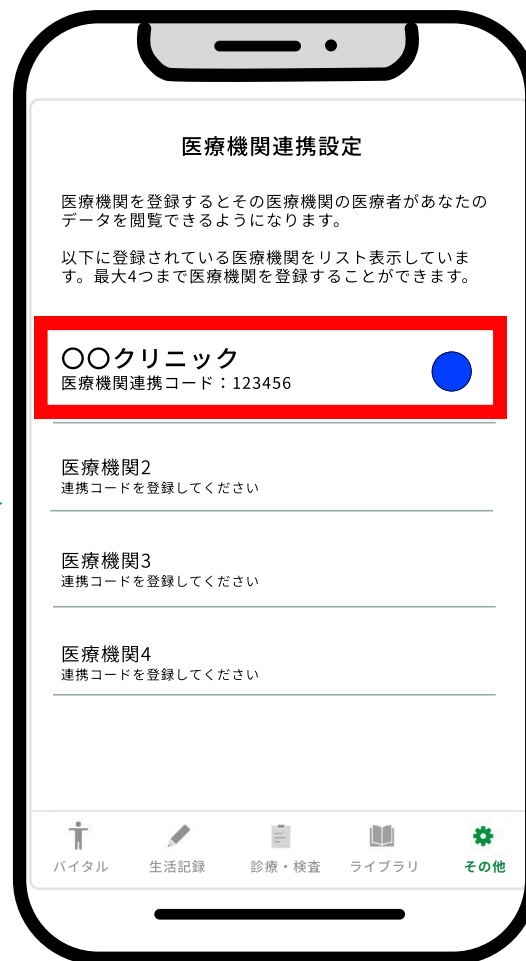 医療機関連携設定
医療機関を登録するとその医療機関の医療者があなたの
データを閲覧できるようになります。
以下に登録されている医療機関をリスト表示していま
す。最大4つまで医療機関を登録することができます。
〇〇クリニック
医療機関連携コード：123456
医療機関2
連携コードを登録してください
医療機関3
連携コードを登録してください
医療機関4
連携コードを登録してください
バイタル 生活記録 診療・検査 ライブラリ その他